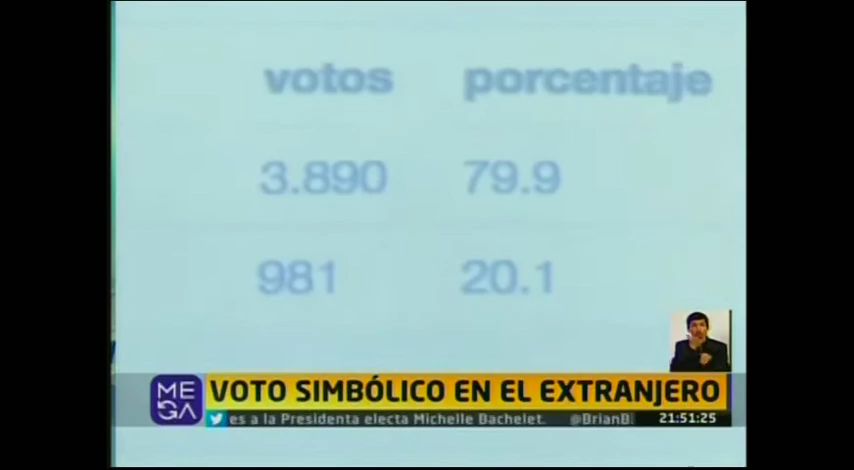 votos porcentaje
3.890 79.9
981 20.1
MEGA
VOTO SIMBÓLICO EN EL EXTRANJERO
es a la Presidenta electa Michelle Bachelet. @BrianB 21:51:25